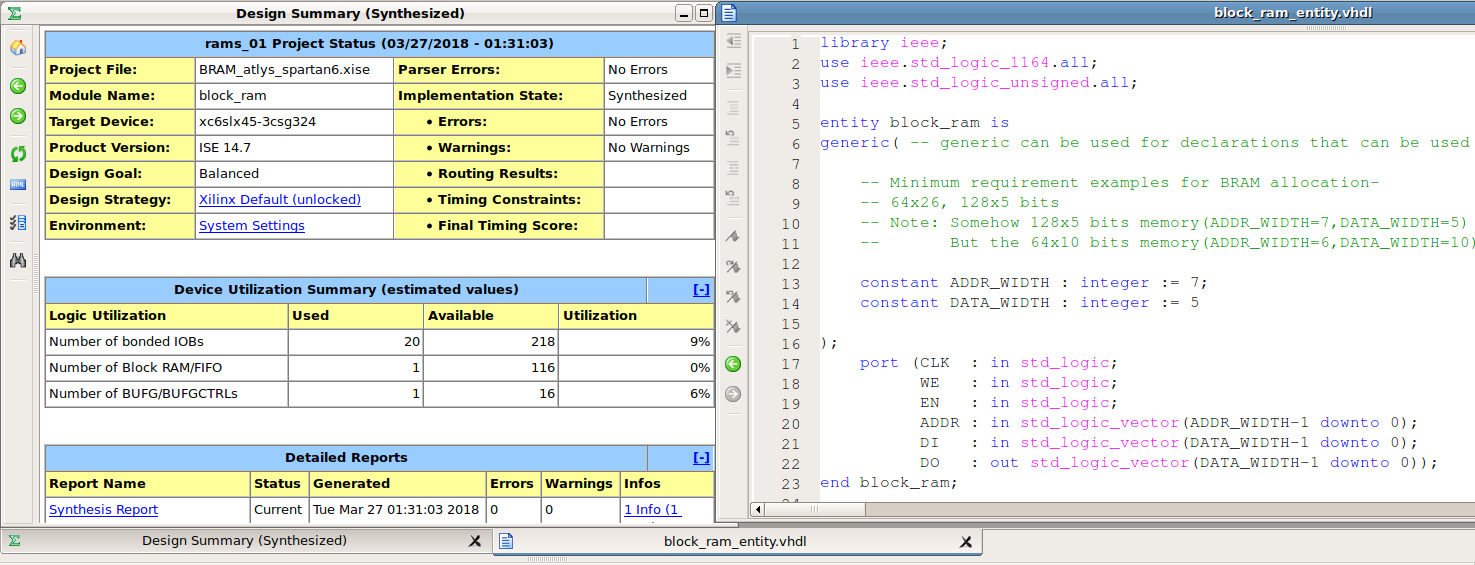 Design Summary (Synthesized)
rams_01 Project Status (03/27/2018 - 01:31:03)
Project File: BRAM_atlys_spartan6.xise Parser Errors: No Errors
Module Name: block_ram Implementation State: Synthesized
Target Device: xc6slx45-3csg324 • Errors: No Errors
Product Version: ISE 14.7 • Warnings: No Warnings
Design Goal: Balanced • Routing Results:
Design Strategy: Xilinx Default (unlocked) • Timing Constraints:
Environment: System Settings • Final Timing Score:
Device Utilization Summary (estimated values) [-]
Logic Utilization Used Available Utilization
Number of bonded IOBs 20 218 9%
Number of Block RAM/FIFO 1 116 0%
Number of BUFG/BUFGCTRLs 1 16 6%
Detailed Reports [-]
Report Name Status Generated Errors Warnings Infos
Synthesis Report Current Tue Mar 27 01:31:03 2018 0 0 1 Info (1
block_ram_entity.vhdl
1 library ieee;
2 use ieee.std_logic_1164.all;
3 use ieee.std_logic_unsigned.all;
4
5 entity block_ram is
6 generic( -- generic can be used for declarations that can be used
7
8 -- Minimum requirement examples for BRAM allocation-
9 -- 64x26, 128x5 bits
10 -- Note: Somehow 128x5 bits memory(ADDR_WIDTH=7,DATA_WIDTH=5)
11 -- But the 64x10 bits memory(ADDR_WIDTH=6,DATA_WIDTH=10)
12
13 constant ADDR_WIDTH : integer := 7;
14 constant DATA_WIDTH : integer := 5
15
16 );
17 port (CLK : in std_logic;
18 WE : in std_logic;
19 EN : in std_logic;
20 ADDR : in std_logic_vector(ADDR_WIDTH-1 downto 0);
21 DI : in std_logic_vector(DATA_WIDTH-1 downto 0);
22 DO : out std_logic_vector(DATA_WIDTH-1 downto 0));
23 end block_ram;
Design Summary (Synthesized)
block_ram_entity.vhdl